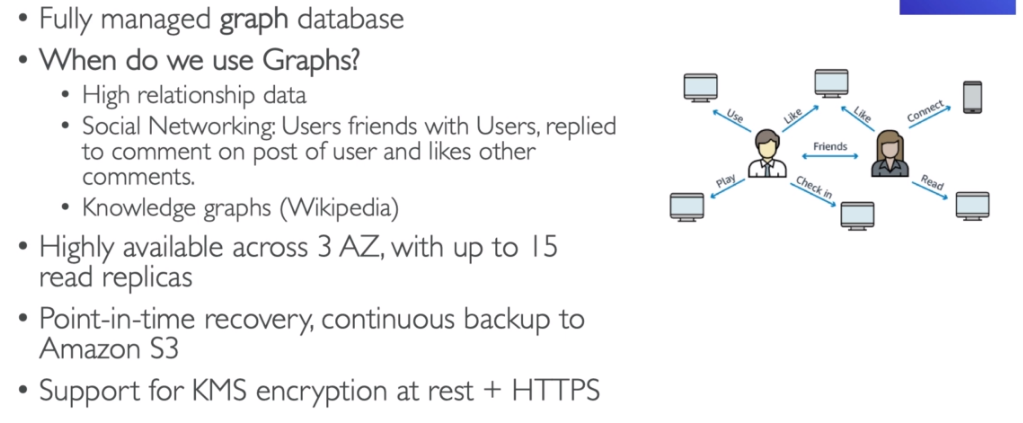 • Fully managed graph database
• When do we use Graphs?
• High relationship data
• Social Networking: Users friends with Users, replied
to comment on post of user and likes other
comments.
• Knowledge graphs (Wikipedia)
• Highly available across 3 AZ, with up to 15
read replicas
• Point-in-time recovery, continuous backup to
Amazon S3
• Support for KMS encryption at rest + HTTPS
Use
Like
Like
Connect
Friends
Play
Check in
Read